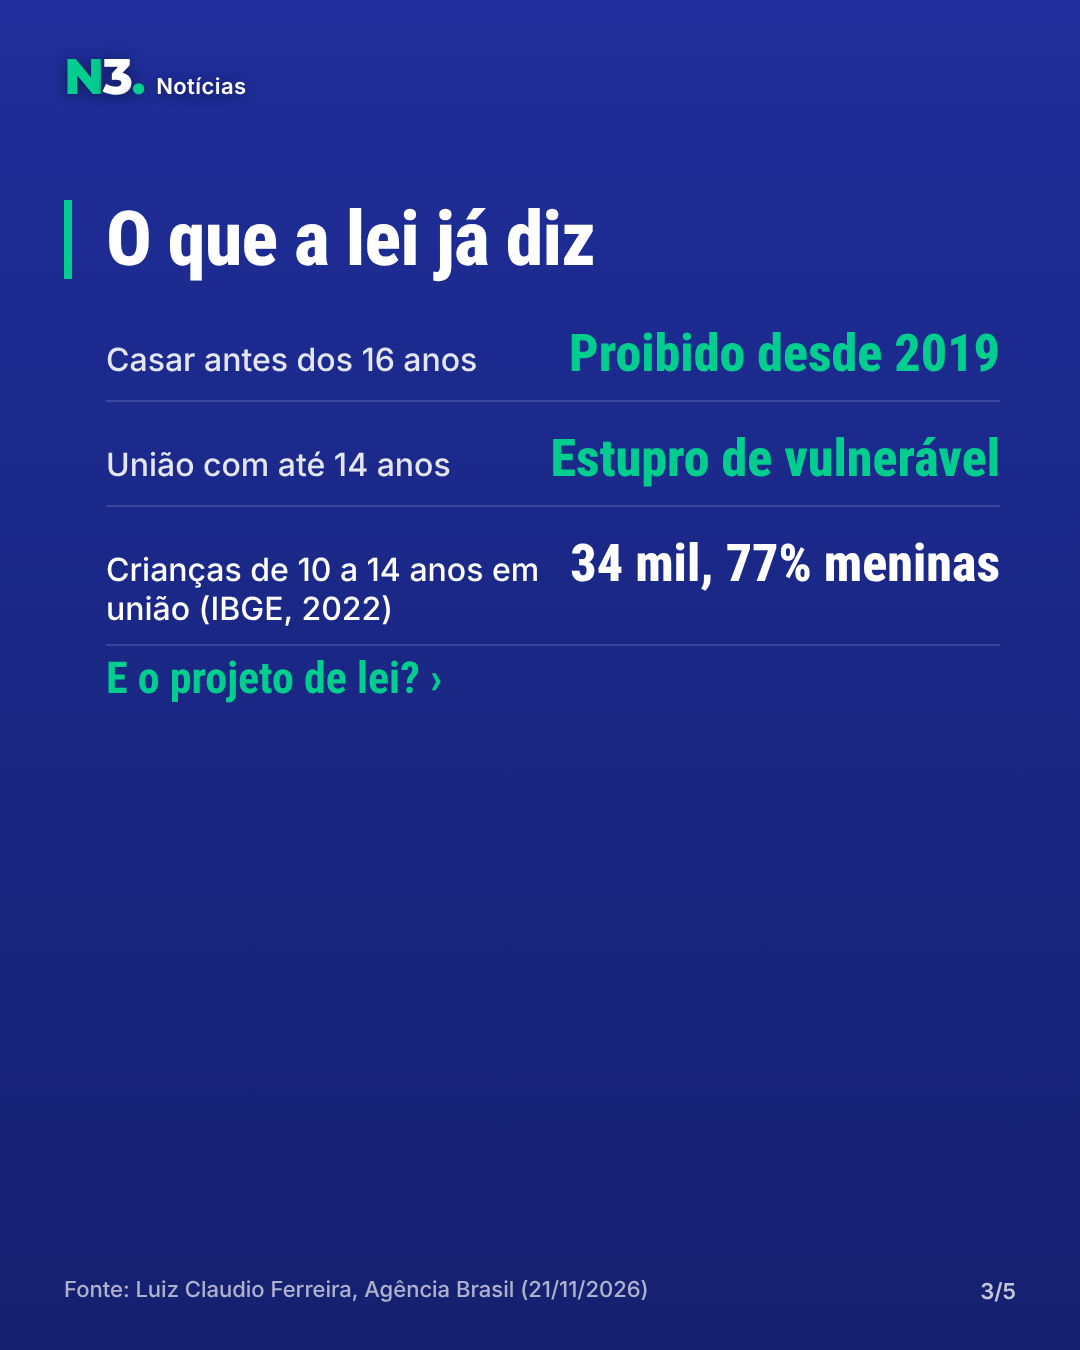 N3. Notícias
O que a lei já diz
Casar antes dos 16 anos Proibido desde 2019
União com até 14 anos Estupro de vulnerável
Crianças de 10 a 14 anos em 34 mil, 77% meninas
união (IBGE, 2022)
E o projeto de lei? ›
Fonte: Luiz Claudio Ferreira, Agência Brasil (21/11/2026) 3/5